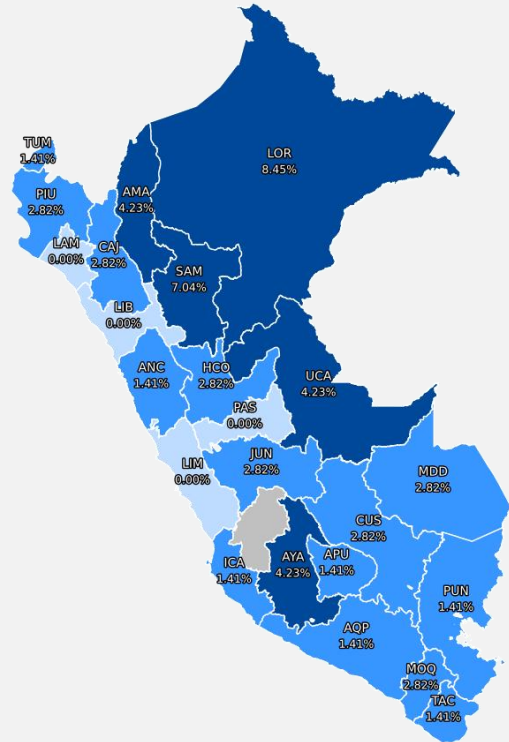 TUM
1.41%
PIU
2.82%
LAM
0.00%
CAJ
2.82%
AMA
4.23%
LOR
8.45%
SAM
7.04%
LIB
0.00%
ANC
1.41%
HCO
2.82%
UCA
4.23%
PAS
0.00%
LIM
0.00%
JUN
2.82%
MDD
2.82%
CUS
2.82%
ICA
1.41%
AYA
4.23%
APU
1.41%
PUN
1.41%
AQP
1.41%
MOQ
2.82%
TAC
1.41%